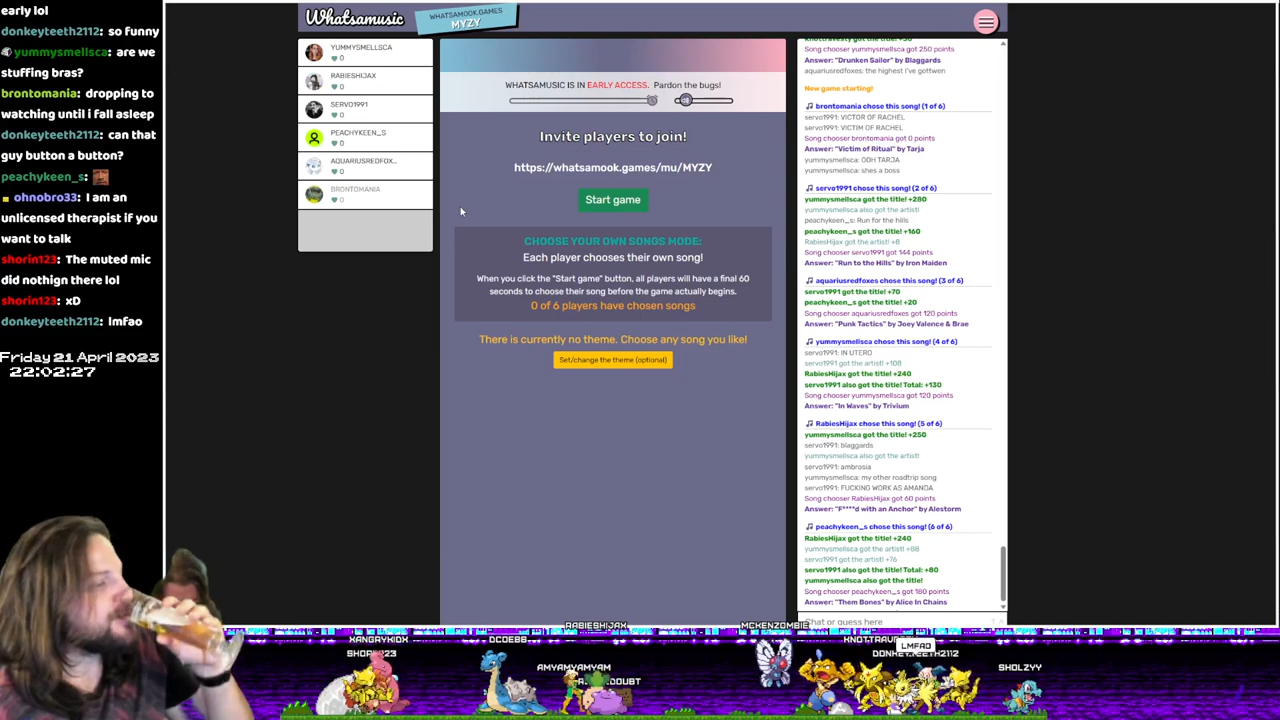 early lol
donkeyteeth2112: so funny
yummysmellsca: are we
stuffing bras?
brontomania: dropping to
watching until I find food
donkeyteeth2112: can that
guy button a button?
peachykeen_s:
ohnobro33: I am an
unlicensed therapist if you
want to talk
shorin123: The mutemic
did nothing there
shorin123: xD
donkeyteeth2112: lmfao
Friday 21 April 2023
22:02:27
Whatsamusic
WHATSAMOOK.GAMES
MYZY
YUMMYSMELLSCA
0
RABIESHIJAX
0
SERVO1991
0
PEACHYKEEN_S
0
AQUARIUSREDFOX...
0
BRONTOMANIA
0
WHATSAMUSIC IS IN EARLY ACCESS. Pardon the bugs!
Invite players to join!
https://whatsamook.games/mu/MYZY
Start game
CHOOSE YOUR OWN SONGS MODE:
Each player chooses their own song!
When you click the "Start game" button, all players will have a final 60
seconds to choose their song before the game actually begins.
0 of 6 players have chosen songs
There is currently no theme. Choose any song you like!
Set/change the theme (optional)
Song chooser yummysmellsca got 250 points
Answer: "Drunken Sailor" by Blaggards
aquariusredfoxes: the highest I've gotwen
New game starting!
brontomania chose this song! (1 of 6)
servo1991: VICTOR OF RACHEL
servo1991: VICTIM OF RACHEL
Song chooser brontomania got 0 points
Answer: "Victim of Ritual" by Tarja
yummysmellsca: OOH TARJA
yummysmellsca: shes a boss
servo1991 chose this song! (2 of 6)
yummysmellsca got the title! +280
yummysmellsca also got the artist!
peachykeen_s: Run for the hills
peachykeen_s got the title! +160
RabiesHijax got the artist! +8
Song chooser servo1991 got 144 points
Answer: "Run to the Hills" by Iron Maiden
aquariusredfoxes chose this song! (3 of 6)
servo1991 got the title! +70
peachykeen_s got the title! +20
Song chooser aquariusredfoxes got 120 points
Answer: "Punk Tactics" by Joey Valence & Brae
yummysmellsca chose this song! (4 of 6)
servo1991: IN UTERO
servo1991 got the artist! +108
RabiesHijax got the title! +240
servo1991 also got the title! Total: +130
Song chooser yummysmellsca got 120 points
Answer: "In Waves" by Trivium
RabiesHijax chose this song! (5 of 6)
yummysmellsca got the title! +250
servo1991: blaggards
yummysmellsca also got the artist!
servo1991: ambrosia
yummysmellsca: my other roadtrip song
servo1991: FUCKING WORK AS AMANDA
Song chooser RabiesHijax got 60 points
Answer: "F****d with an Anchor" by Alestorm
peachykeen_s chose this song! (6 of 6)
RabiesHijax got the title! +240
yummysmellsca got the artist! +88
servo1991 got the artist! +76
servo1991 also got the title! Total: +80
yummysmellsca also got the title!
Song chooser peachykeen_s got 180 points
Answer: "Them Bones" by Alice In Chains
Chat or guess here
RABIESHIJAX
MCKENZOMBIE
XANGRYKIDX
DCOEBB
LMFAO
DONKEYTEETH2112
AMYAMYAMYAM
SHOLZYY